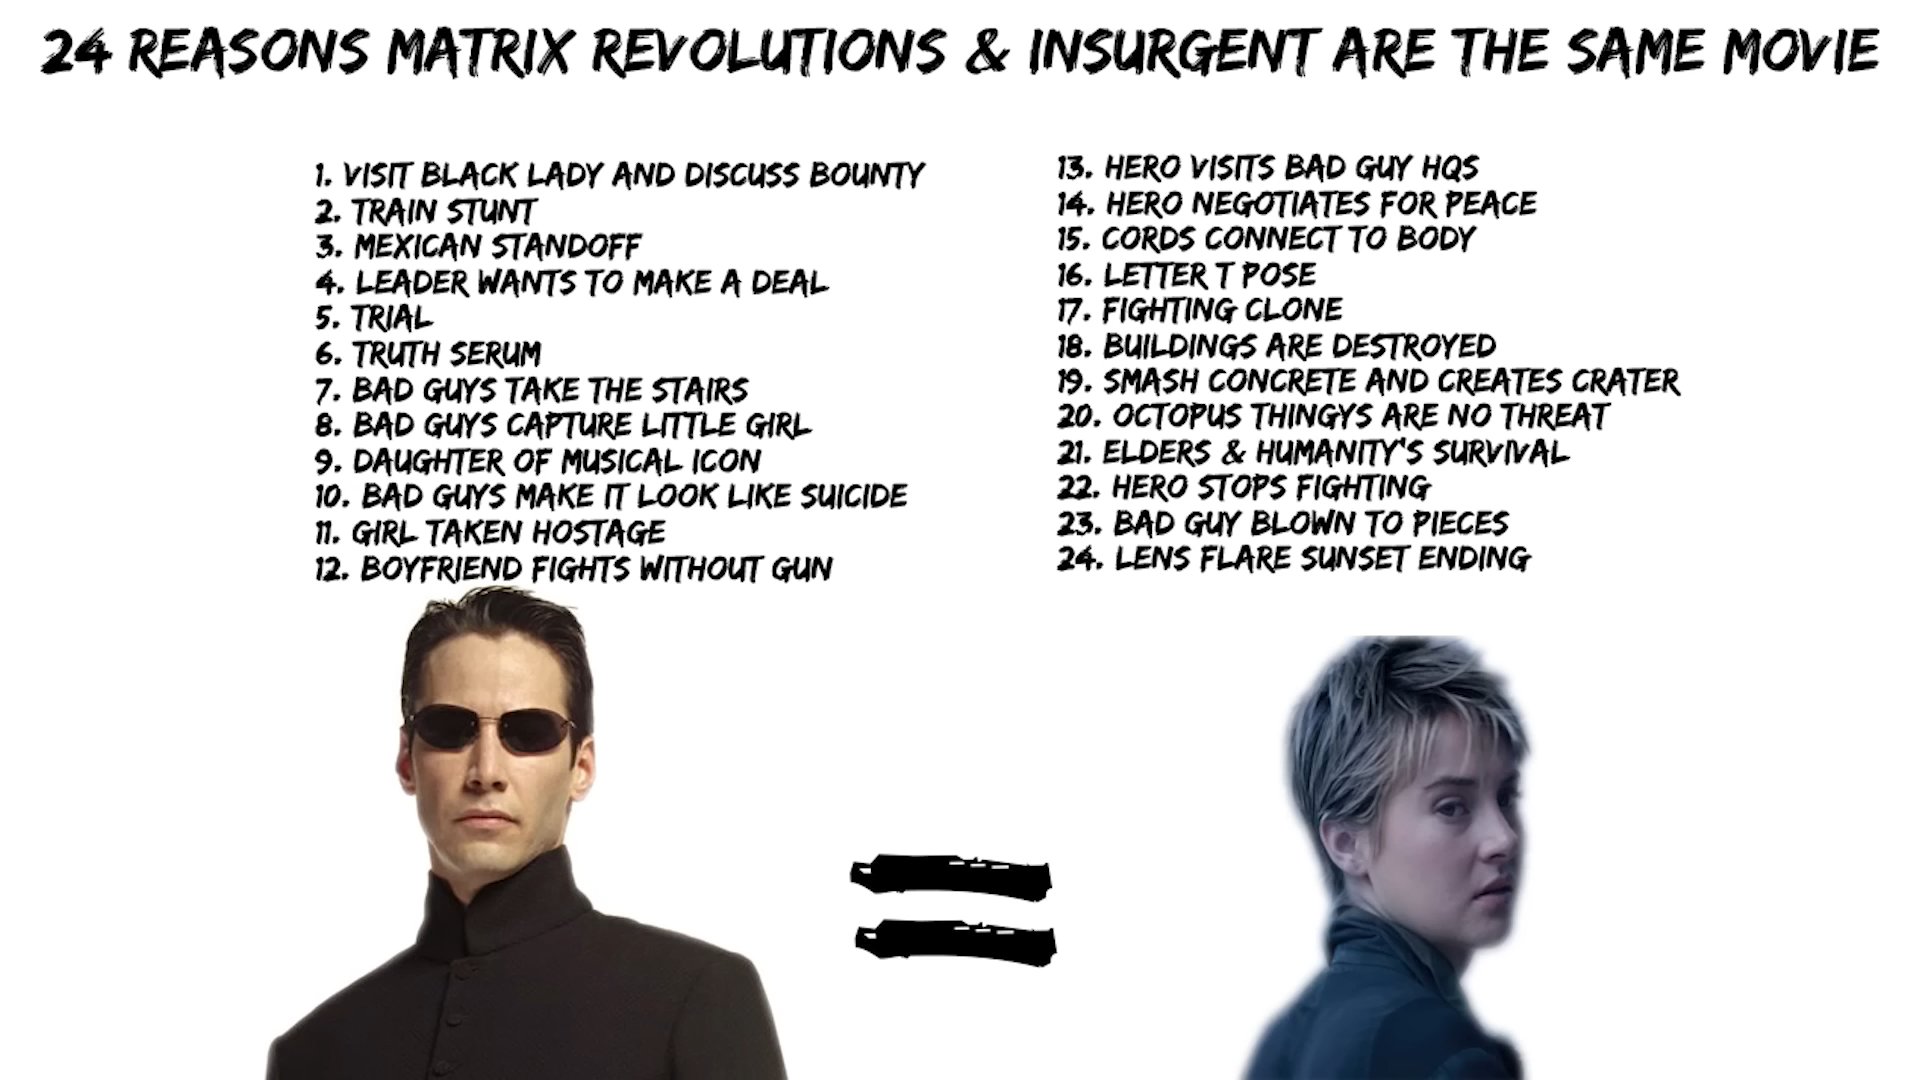 24 REASONS MATRIX REVOLUTIONS & INSURGENT ARE THE SAME MOVIE
1. VISIT BLACK LADY AND DISCUSS BOUNTY
2. TRAIN STUNT
3. MEXICAN STANDOFF
4. LEADER WANTS TO MAKE A DEAL
5. TRIAL
6. TRUTH SERUM
7. BAD GUYS TAKE THE STAIRS
8. BAD GUYS CAPTURE LITTLE GIRL
9. DAUGHTER OF MUSICAL ICON
10. BAD GUYS MAKE IT LOOK LIKE SUICIDE
11. GIRL TAKEN HOSTAGE
12. BOYFRIEND FIGHTS WITHOUT GUN
13. HERO VISITS BAD GUY HQS
14. HERO NEGOTIATES FOR PEACE
15. CORDS CONNECT TO BODY
16. LETTER T POSE
17. FIGHTING CLONE
18. BUILDINGS ARE DESTROYED
19. SMASH CONCRETE AND CREATES CRATER
20. OCTOPUS THINGYS ARE NO THREAT
21. ELDERS & HUMANITY'S SURVIVAL
22. HERO STOPS FIGHTING
23. BAD GUY BLOWN TO PIECES
24. LENS FLARE SUNSET ENDING